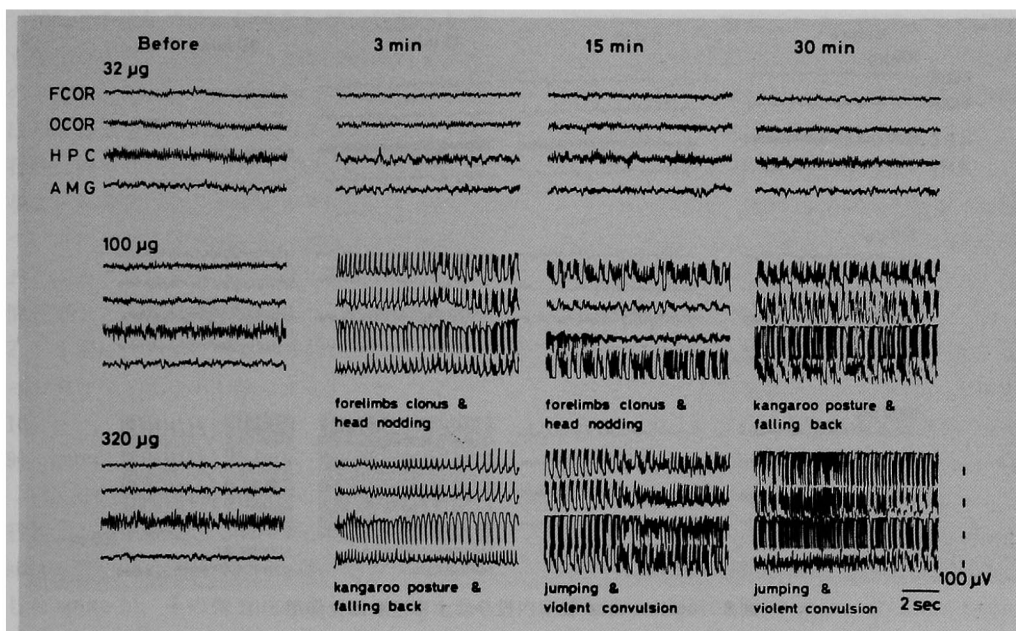 Before 3 min 15 min 30 min
32 µg
FCOR
OCOR
HPC
AMG
100 µg
forelimbs clonus & forelimbs clonus & kangaroo posture &
head nodding head nodding falling back
320 µg
100 µV
kangaroo posture & jumping & jumping &
falling back violent convulsion violent convulsion 2 sec